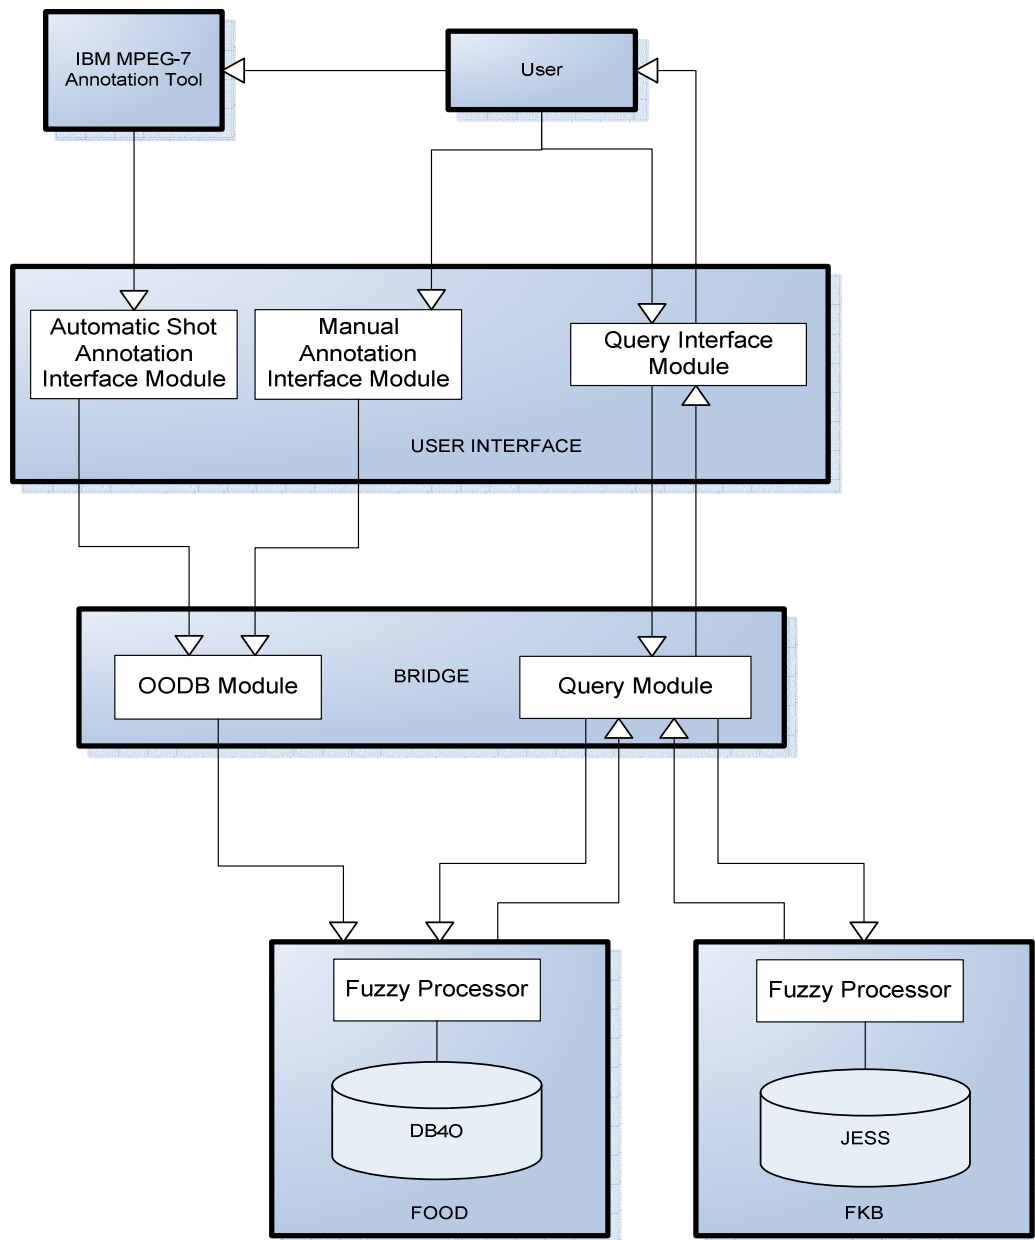 IBM MPEG-7
Annotation Tool
User
Automatic Shot
Annotation
Interface Module
Manual
Annotation
Interface Module
Query Interface
Module
USER INTERFACE
OODB Module
BRIDGE
Query Module
Fuzzy Processor
DB4O
FOOD
Fuzzy Processor
JESS
FKB